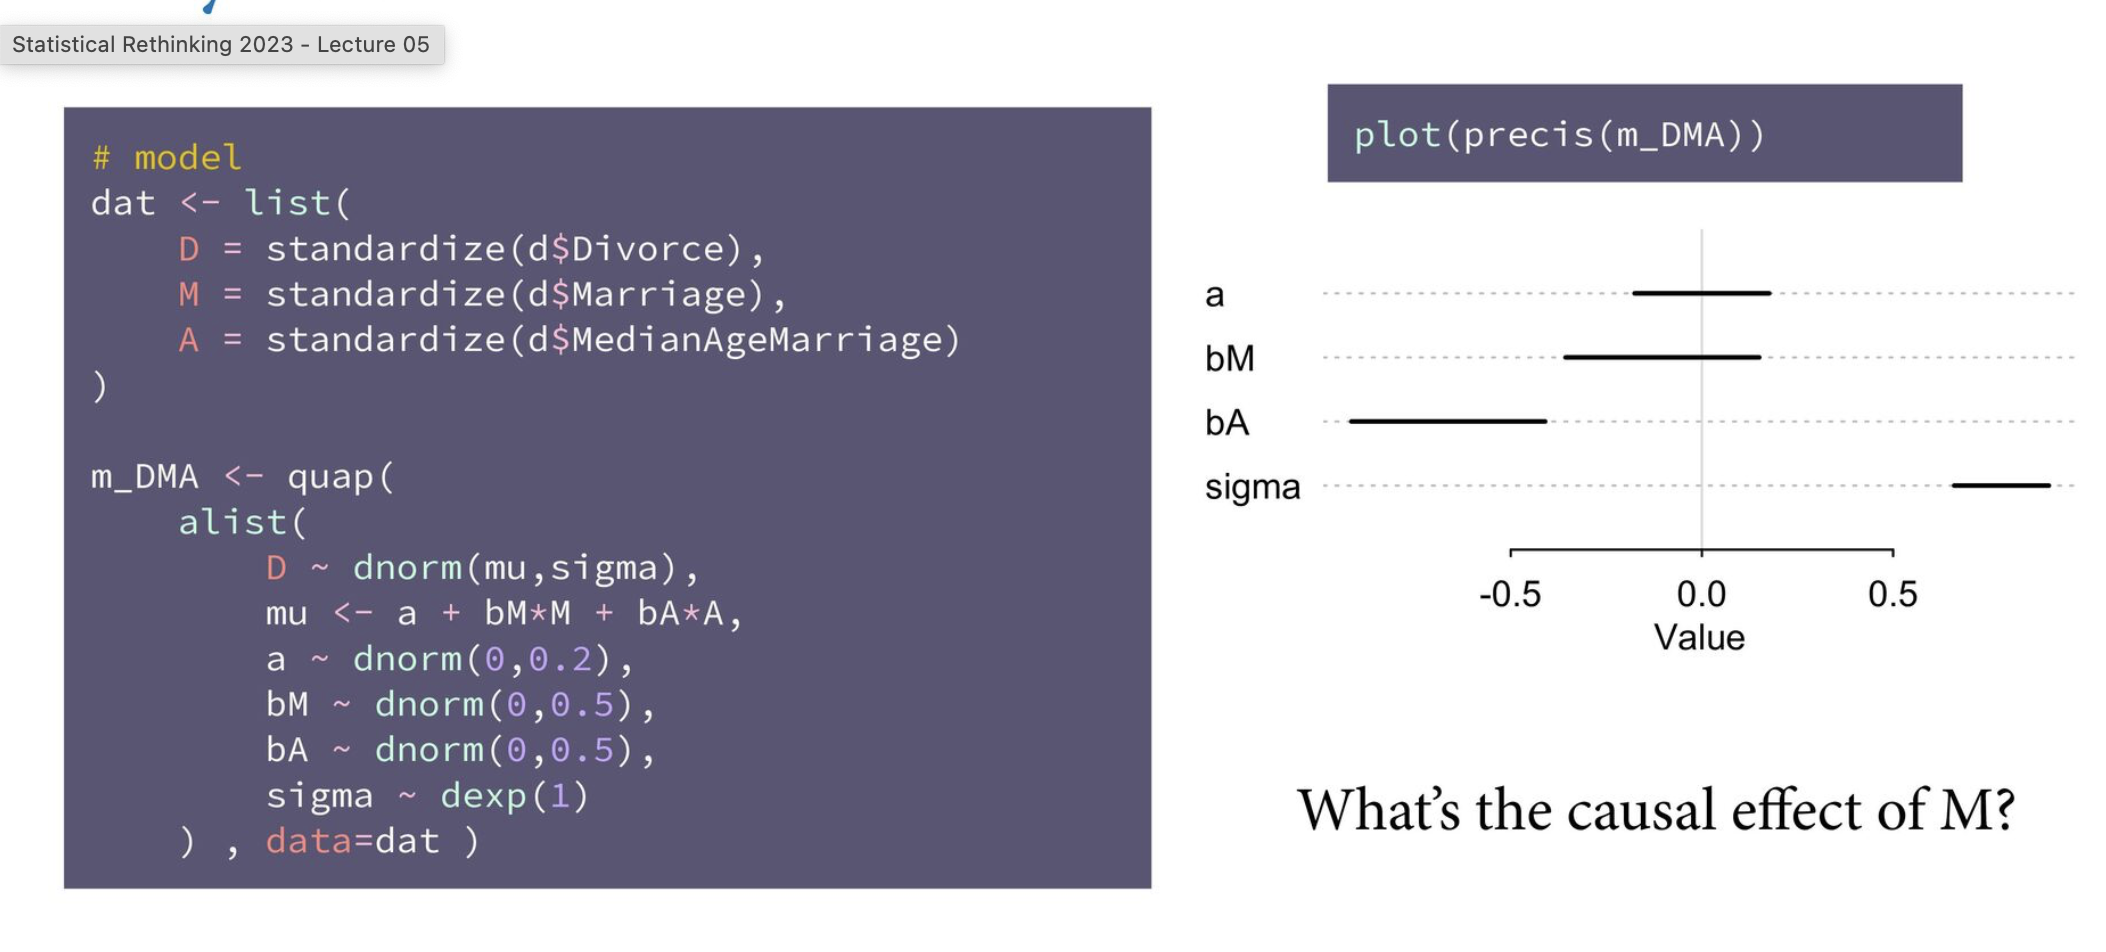 Statistical Rethinking 2023 - Lecture 05
# model
dat <- list(
    D = standardize(d$Divorce),
    M = standardize(d$Marriage),
    A = standardize(d$MedianAgeMarriage)
)
m_DMA <- quap(
    alist(
        D ~ dnorm(mu,sigma),
        mu <- a + bM*M + bA*A,
        a ~ dnorm(0,0.2),
        bM ~ dnorm(0,0.5),
        bA ~ dnorm(0,0.5),
        sigma ~ dexp(1)
    ) , data=dat )
plot(precis(m_DMA))
a
bM
bA
sigma
-0.5 0.0 0.5
Value
What’s the causal effect of M?